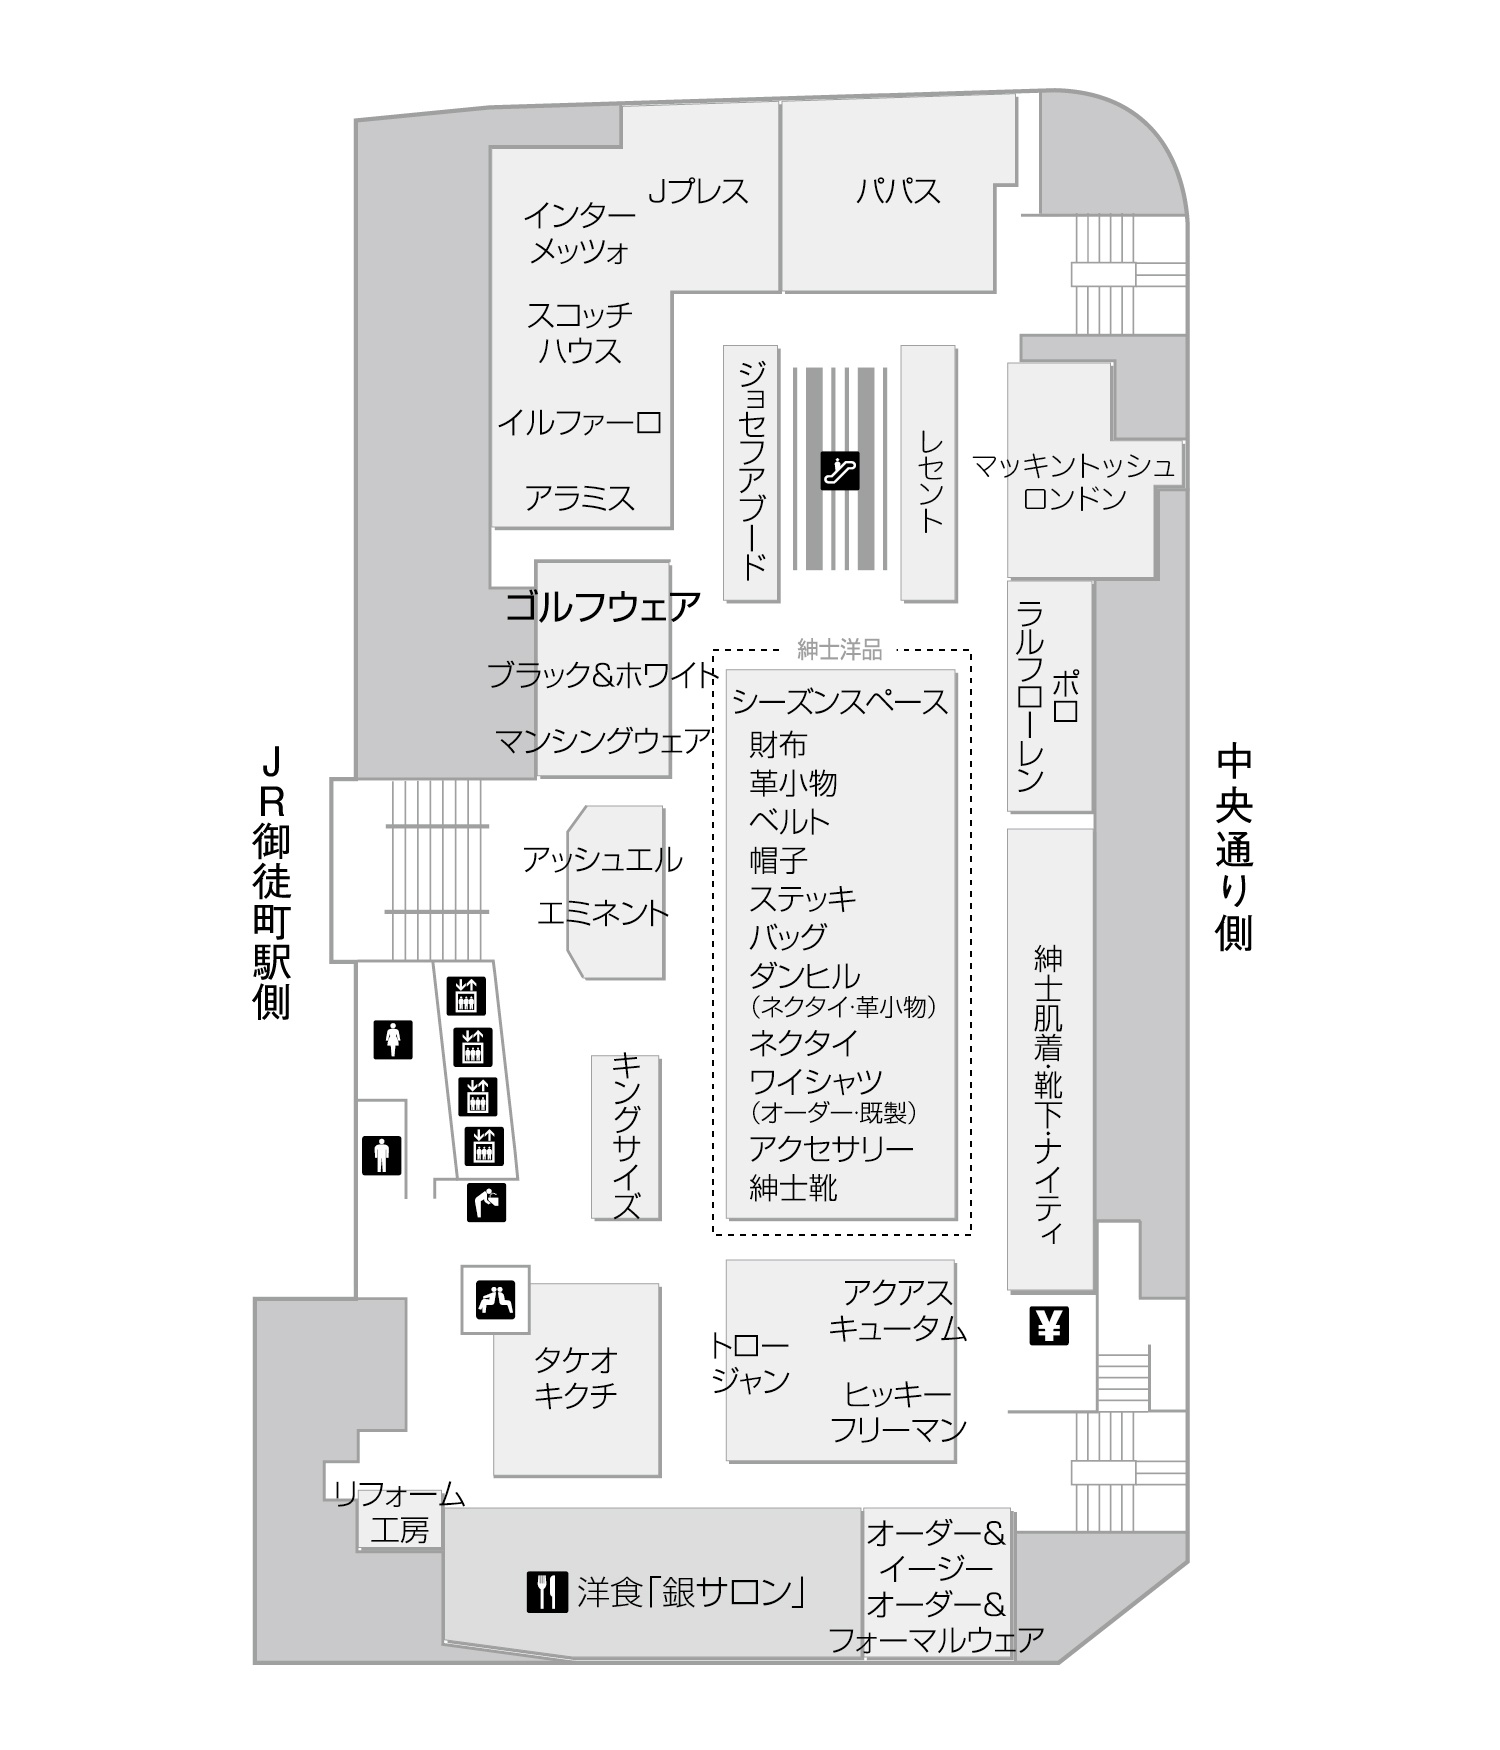 Jプレス
パパス
インター
メッツォ
スコッチ
ハウス
イルファーロ
アラミス
ジョセフアブード
レセント
マッキントッシュ
ロンドン
ゴルフウェア
ブラック&ホワイト
マンシングウェア
ポロ
ラルフローレン
紳士洋品
シーズンスペース
財布
革小物
ベルト
帽子
ステッキ
バッグ
ダンヒル
(ネクタイ・革小物)
ネクタイ
ワイシャツ
(オーダー・既製)
アクセサリー
紳士靴
JR御徒町駅側
中央通り側
アッシュエル
エミネント
キングサイズ
紳士肌着・靴下・ナイティ
¥
タケオ
キクチ
トロー
ジャン
アクアス
キュータム
ヒッキー
フリーマン
リフォーム
工房
洋食「銀サロン」
オーダー&
イージー
オーダー&
フォーマルウェア